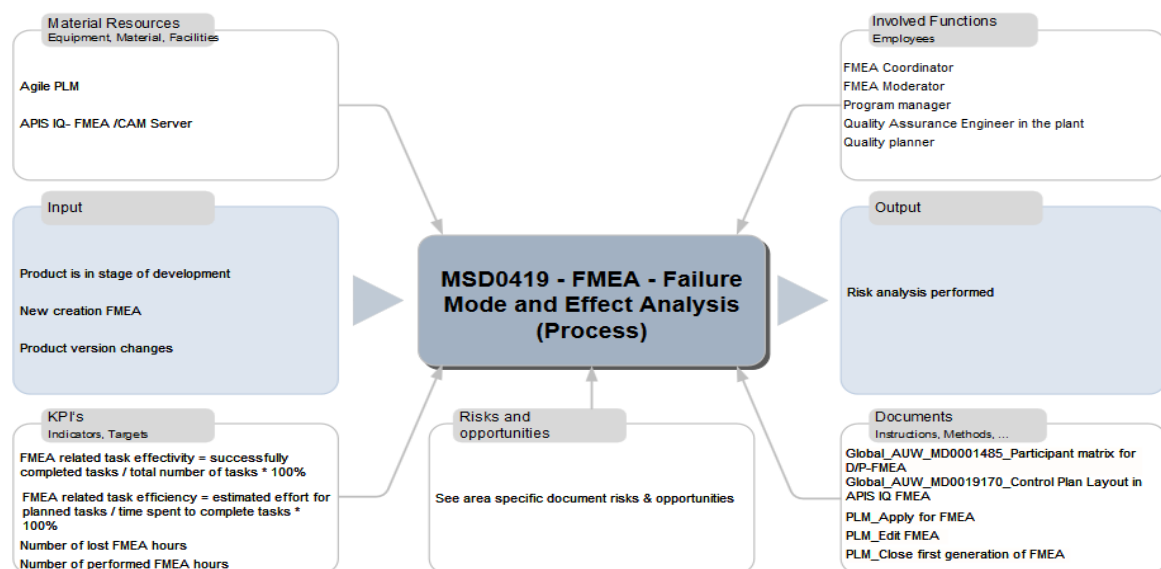 Material Resources
Equipment, Material, Facilities
Agile PLM
APIS IQ- FMEA /CAM Server
Involved Functions
Employees
FMEA Coordinator
FMEA Moderator
Program manager
Quality Assurance Engineer in the plant
Quality planner
Input
Product is in stage of development
New creation FMEA
Product version changes
MSD0419 - FMEA - Failure
Mode and Effect Analysis
(Process)
Output
Risk analysis performed
KPI's
Indicators, Targets
FMEA related task effectivity = successfully
completed tasks / total number of tasks * 100%
FMEA related task efficiency = estimated effort for
planned tasks / time spent to complete tasks *
100%
Number of lost FMEA hours
Number of performed FMEA hours
Risks and
opportunities
See area specific document risks & opportunities
Documents
Instructions, Methods, ...
Global_AUW_MD0001485_Participant matrix for
D/P-FMEA
Global_AUW_MD0019170_Control Plan Layout in
APIS IQ FMEA
PLM_Apply for FMEA
PLM_Edit FMEA
PLM_Close first generation of FMEA